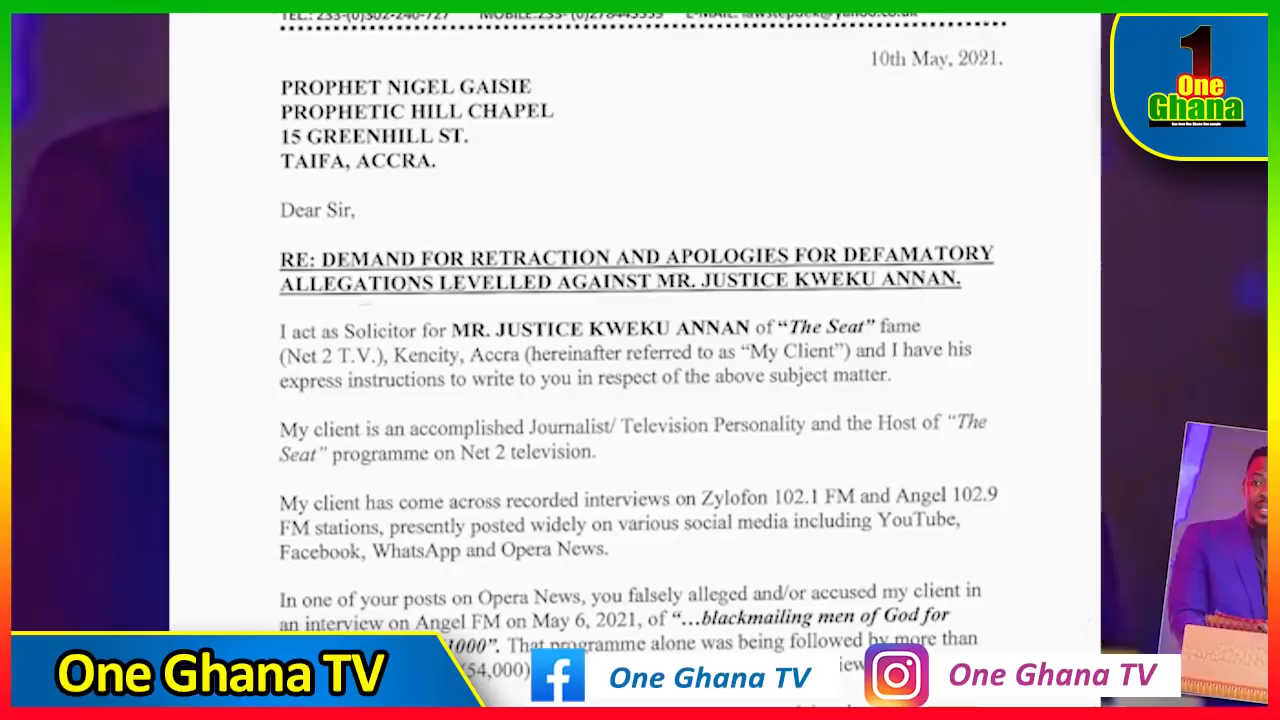 10th May, 2021.
PROPHET NIGEL GAISIE
PROPHETIC HILL CHAPEL
15 GREENHILL ST.
TAIFA, ACCRA.
Dear Sir,
RE: DEMAND FOR RETRACTION AND APOLOGIES FOR DEFAMATORY
ALLEGATIONS LEVELLED AGAINST MR. JUSTICE KWEKU ANNAN.
I act as Solicitor for MR. JUSTICE KWEKU ANNAN of “The Seat” fame
(Net 2 T.V.), Kencity, Accra (hereinafter referred to as “My Client”) and I have his
express instructions to write to you in respect of the above subject matter.
My client is an accomplished Journalist/ Television Personality and the Host of “The
Seat” programme on Net 2 television.
My client has come across recorded interviews on Zylofon 102.1 FM and Angel 102.9
FM stations, presently posted widely on various social media including YouTube,
Facebook, WhatsApp and Opera News.
In one of your posts on Opera News, you falsely alleged and/or accused my client in
an interview on Angel FM on May 6, 2021, of “...blackmailing men of God for
1000”. That programme alone was being followed by more than
(54,000)
1
One
Ghana
One Ghana TV
One Ghana TV
One Ghana TV